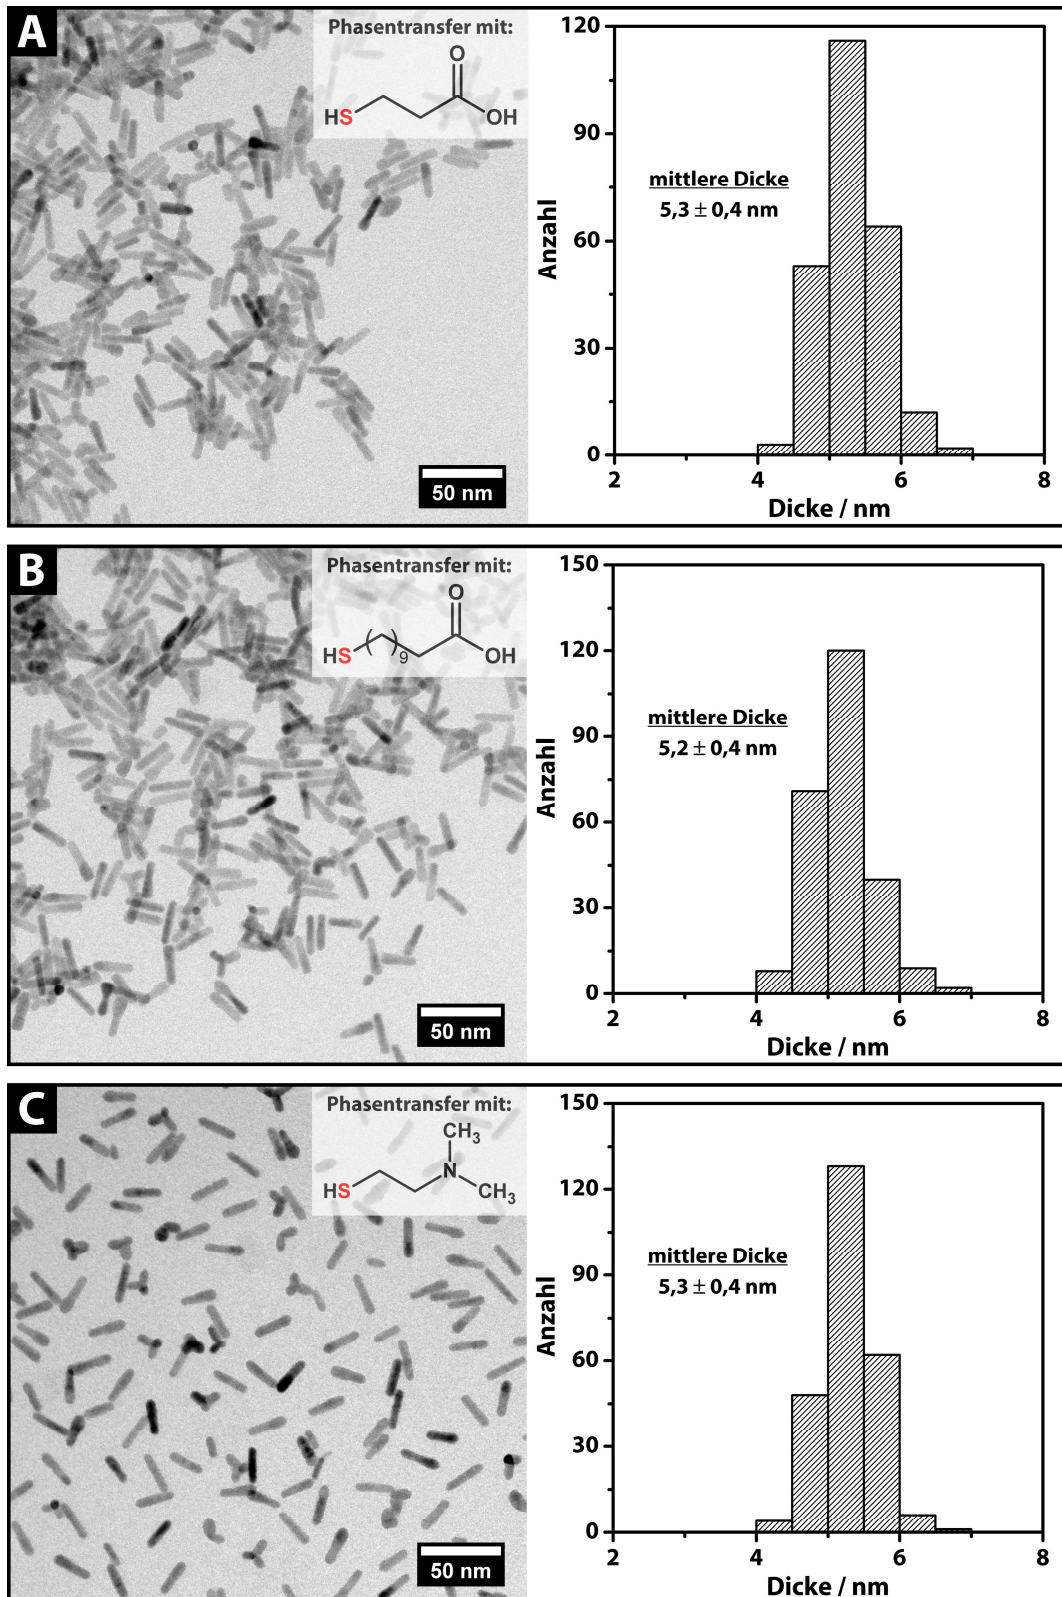 A
Phasentransfer mit:
O
HS
OH
50 nm
120
90
60
30
0
Anzahl
mittlere Dicke
5,3 ± 0,4 nm
2 4 6 8
Dicke / nm
B
Phasentransfer mit:
O
HS ( )9
OH
50 nm
150
120
90
60
30
0
Anzahl
mittlere Dicke
5,2 ± 0,4 nm
2 4 6 8
Dicke / nm
C
Phasentransfer mit:
CH3
N
HS
CH3
50 nm
150
120
90
60
30
0
Anzahl
mittlere Dicke
5,3 ± 0,4 nm
2 4 6 8
Dicke / nm